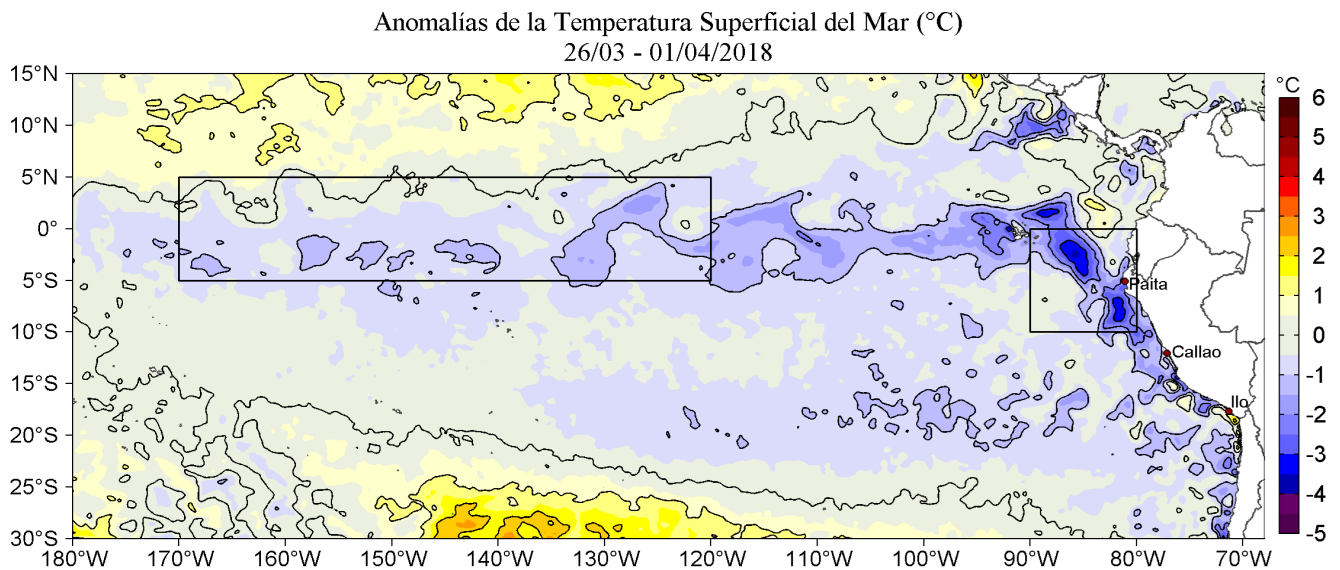 Anomalías de la Temperatura Superficial del Mar (°C)
26/03 - 01/04/2018
15°N
10°N
5°N
0°
5°S
10°S
15°S
20°S
25°S
30°S
180°W
170°W
160°W
150°W
140°W
130°W
120°W
110°W
100°W
90°W
80°W
70°W
Paita
Callao
Ilo
°C
6
5
4
3
2
1
0
-1
-2
-3
-4
-5